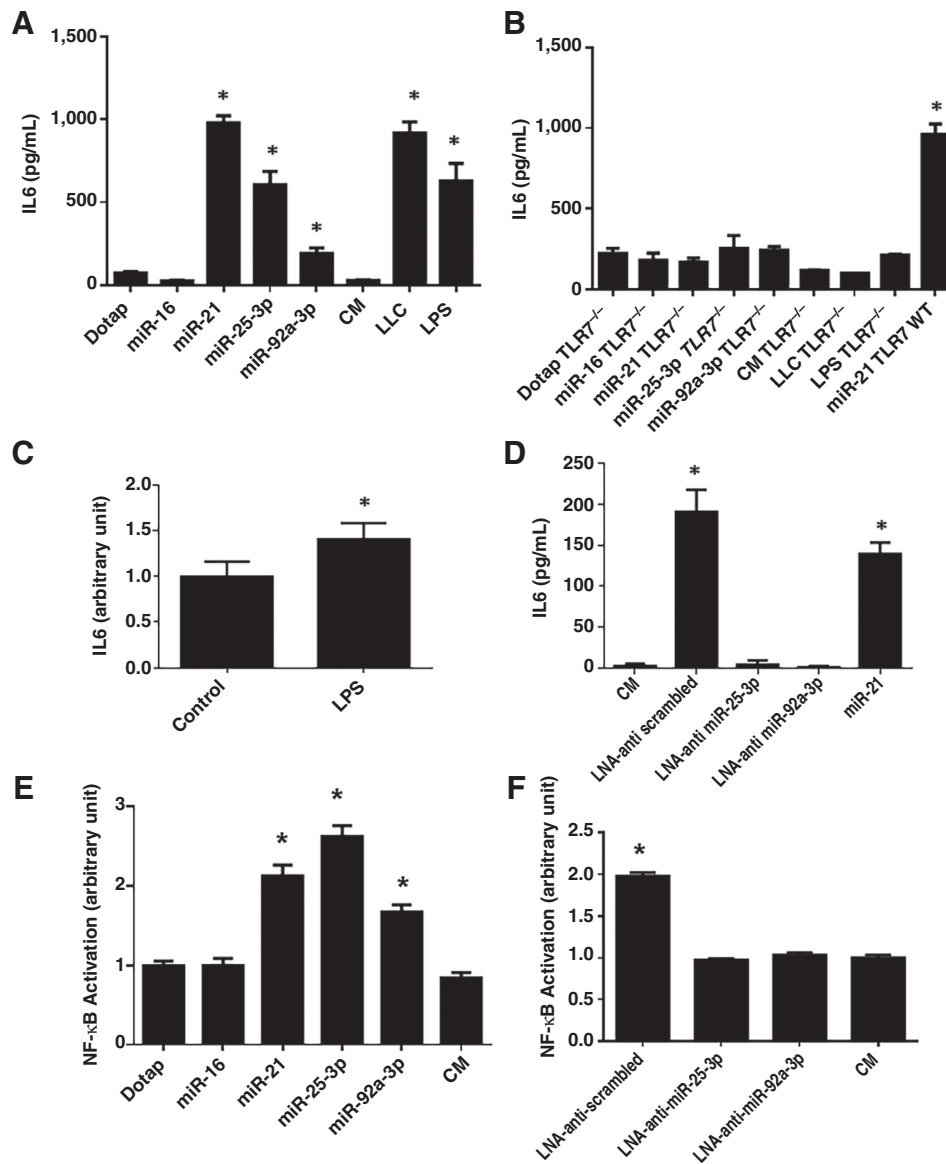 A
IL6 (pg/mL)
1,500
1,000
500
0
*
*
*
*
*
Dotap
miR-16
miR-21
miR-25-3p
miR-92a-3p
CM
LLC
LPS
B
IL6 (pg/mL)
1,500
1,000
500
0
*
Dotap TLR7–/–
miR-16 TLR7–/–
miR-21 TLR7–/–
miR-25-3p TLR7–/–
miR-92a-3p TLR7–/–
CM TLR7–/–
LLC TLR7–/–
LPS TLR7–/–
miR-21 TLR7 WT
C
IL6 (arbitrary unit)
2.0
1.5
1.0
0.5
0.0
*
Control
LPS
D
IL6 (pg/mL)
250
200
150
100
50
0
*
*
CM
LNA-anti scrambled
LNA-anti miR-25-3p
LNA-anti miR-92a-3p
miR-21
E
NF-κB Activation (arbitrary unit)
3
2
1
0
*
*
*
Dotap
miR-16
miR-21
miR-25-3p
miR-92a-3p
CM
F
NF-κB Activation (arbitrary unit)
2.5
2.0
1.5
1.0
0.5
0.0
*
LNA-anti-scrambled
LNA-anti-miR-25-3p
LNA-anti-miR-92a-3p
CM